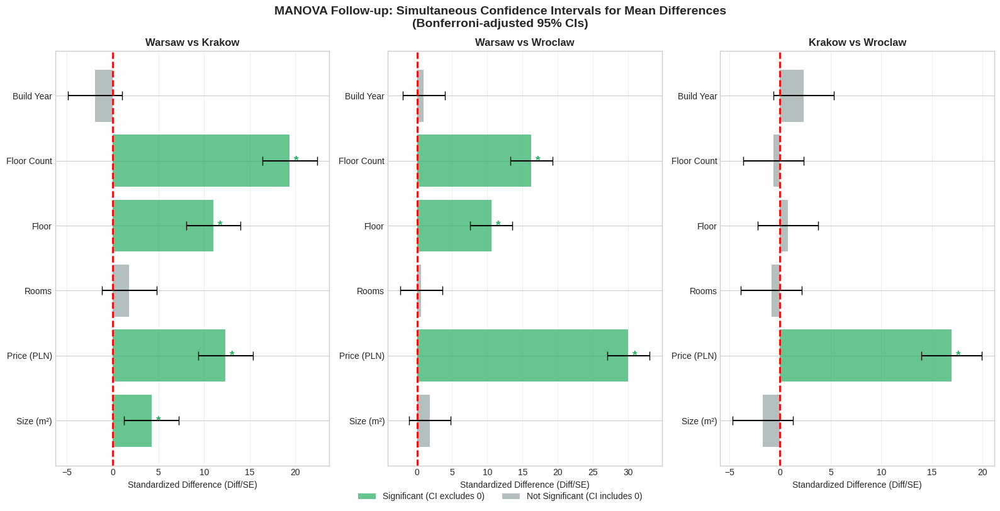 MANOVA Follow-up: Simultaneous Confidence Intervals for Mean Differences
(Bonferroni-adjusted 95% CIs)
Warsaw vs Krakow
Build Year
Floor Count
*
Floor
*
Rooms
Price (PLN)
*
Size (m²)
*
−5 0 5 10 15 20
Standardized Difference (Diff/SE)
Warsaw vs Wroclaw
Build Year
Floor Count
*
Floor
*
Rooms
Price (PLN)
*
Size (m²)
0 5 10 15 20 25 30
Standardized Difference (Diff/SE)
Krakow vs Wroclaw
Build Year
Floor Count
Floor
Rooms
Price (PLN)
*
Size (m²)
−5 0 5 10 15 20
Standardized Difference (Diff/SE)
Significant (CI excludes 0)
Not Significant (CI includes 0)